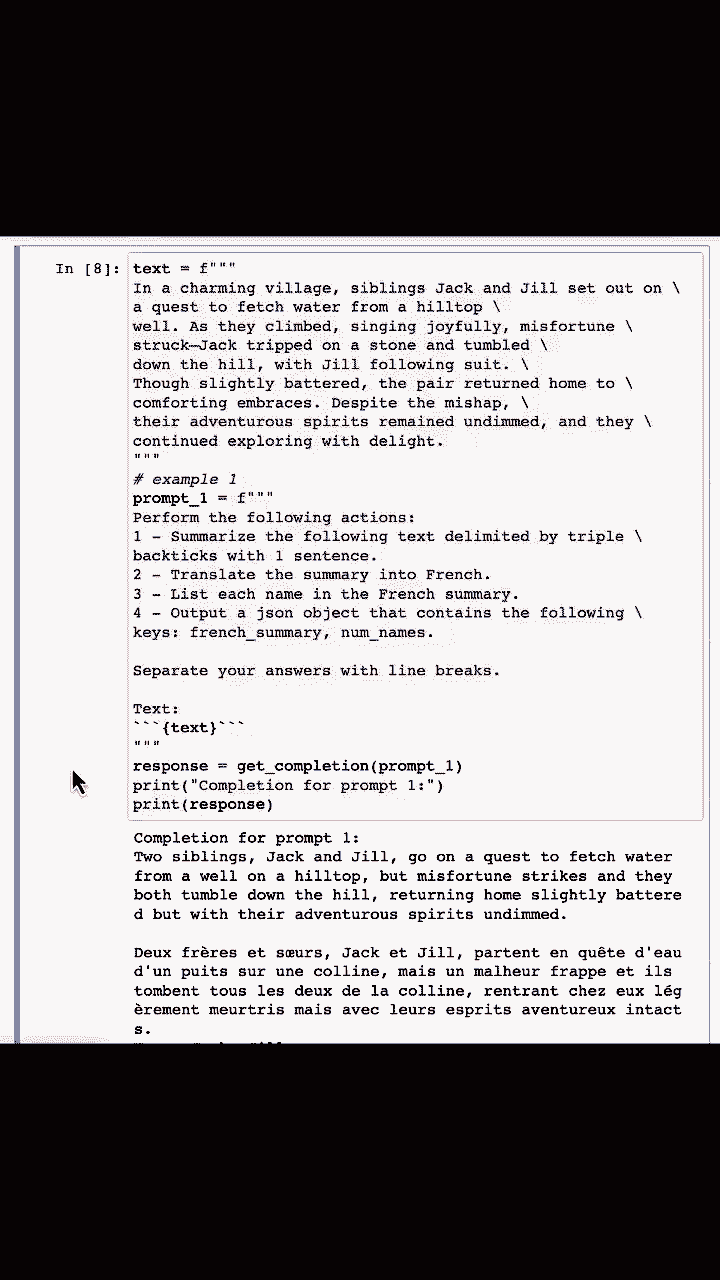 In [8]: text = f"""
In a charming village, siblings Jack and Jill set out on \
a quest to fetch water from a hilltop \
well. As they climbed, singing joyfully, misfortune \
struck—Jack tripped on a stone and tumbled \
down the hill, with Jill following suit. \
Though slightly battered, the pair returned home to \
comforting embraces. Despite the mishap, \
their adventurous spirits remained undimmed, and they \
continued exploring with delight.
"""
# example 1
prompt_1 = f"""
Perform the following actions:
1 - Summarize the following text delimited by triple \
backticks with 1 sentence.
2 - Translate the summary into French.
3 - List each name in the French summary.
4 - Output a json object that contains the following \
keys: french_summary, num_names.
Separate your answers with line breaks.
Text:
```{text}```
"""
response = get_completion(prompt_1)
print("Completion for prompt 1:")
print(response)
Completion for prompt 1:
Two siblings, Jack and Jill, go on a quest to fetch water
from a well on a hilltop, but misfortune strikes and they
both tumble down the hill, returning home slightly battere
d but with their adventurous spirits undimmed.
Deux frères et sœurs, Jack et Jill, partent en quête d'eau
d'un puits sur une colline, mais un malheur frappe et ils
tombent tous les deux de la colline, rentrant chez eux lég
èrement meurtris mais avec leurs esprits aventureux intact
s.